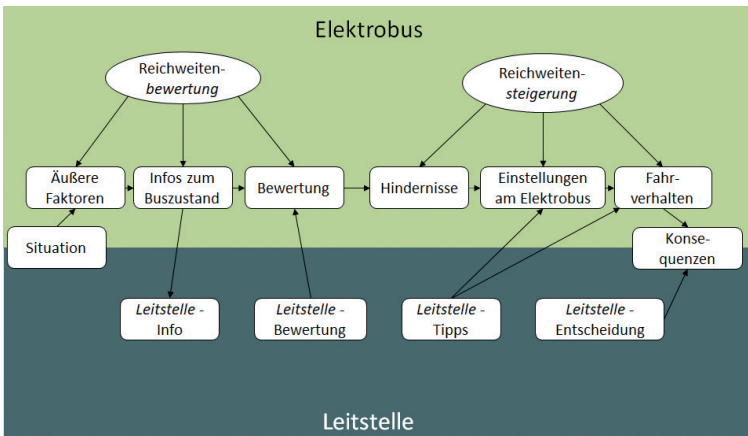 Elektrobus
Reichweiten-
bewertung
Reichweiten-
steigerung
Äußere
Faktoren
Infos zum
Buszustand
Bewertung
Hindernisse
Einstellungen
am Elektrobus
Fahr-
verhalten
Situation
Konse-
quenzen
Leitstelle -
Info
Leitstelle -
Bewertung
Leitstelle -
Tipps
Leitstelle -
Entscheidung
Leitstelle